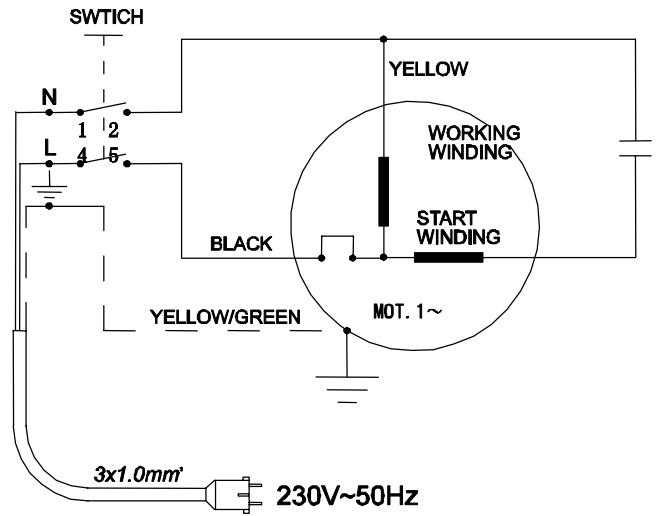 SWTICH
N
1 2
L
4 5
YELLOW
WORKING
WINDING
START
WINDING
BLACK
YELLOW/GREEN
MOT. 1~
3x1.0mm²
230V~50Hz